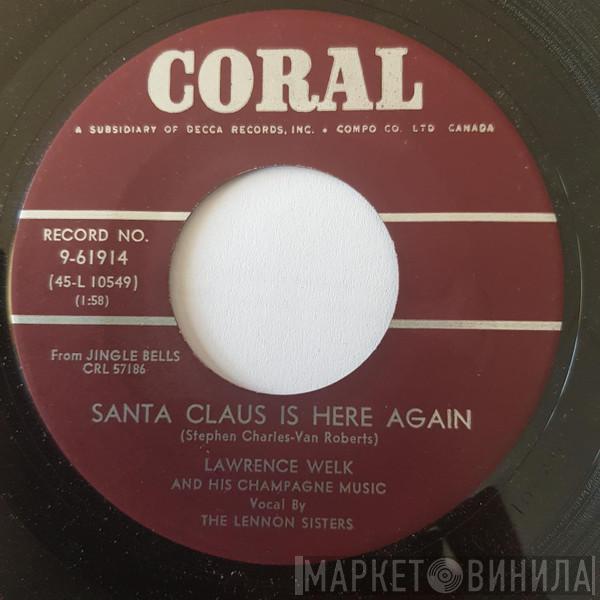 CORAL
A SUBSIDIARY OF DECCA RECORDS, INC. • COMPO CO. LTD CANADA
RECORD NO.
9-61914
(45-L 10549)
(1:58)
From JINGLE BELLS
CRL 57186
SANTA CLAUS IS HERE AGAIN
(Stephen Charles-Van Roberts)
LAWRENCE WELK
AND HIS CHAMPAGNE MUSIC
Vocal By
THE LENNON SISTERS
МАРКЕТ ВИНИЛА